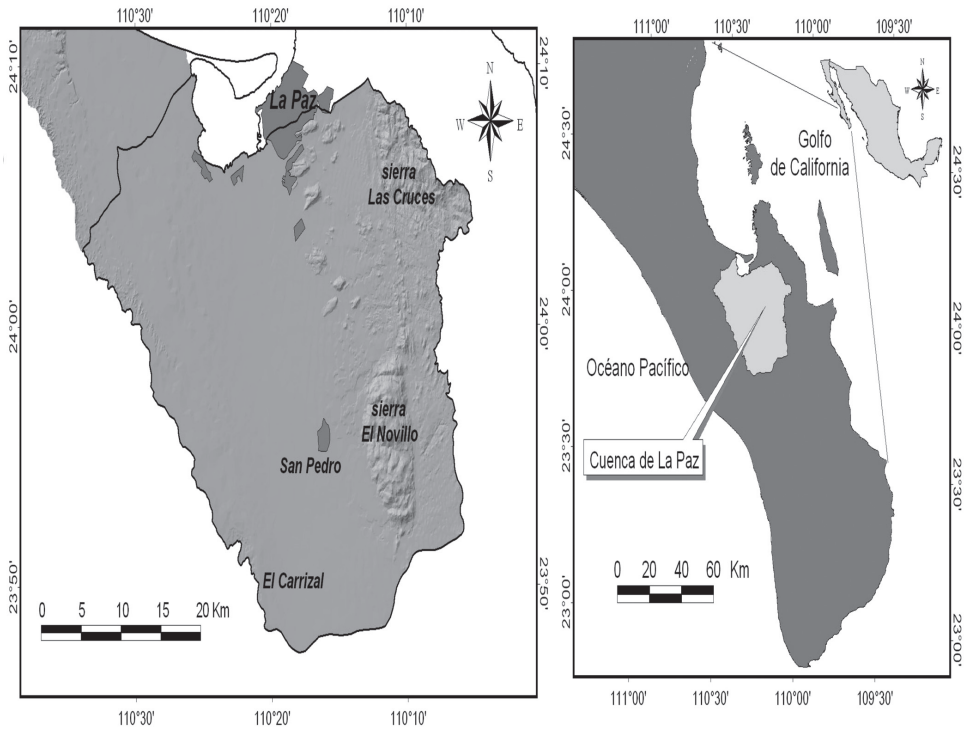 110°30'
110°20'
110°10'
24°10'
24°10'
La Paz
N
W
E
S
sierra
Las Cruces
24°00'
24°00'
sierra
El Novillo
San Pedro
El Carrizal
23°50'
23°50'
0 5 10 15 20 Km
110°30'
110°20'
110°10'
111°00'
110°30'
110°00'
109°30'
N
W
E
S
24°30'
24°30'
Golfo
de California
24°00'
24°00'
Océano Pacífico
Cuenca de La Paz
23°30'
23°30'
0 20 40 60 Km
23°00'
23°00'
111°00'
110°30'
110°00'
109°30'